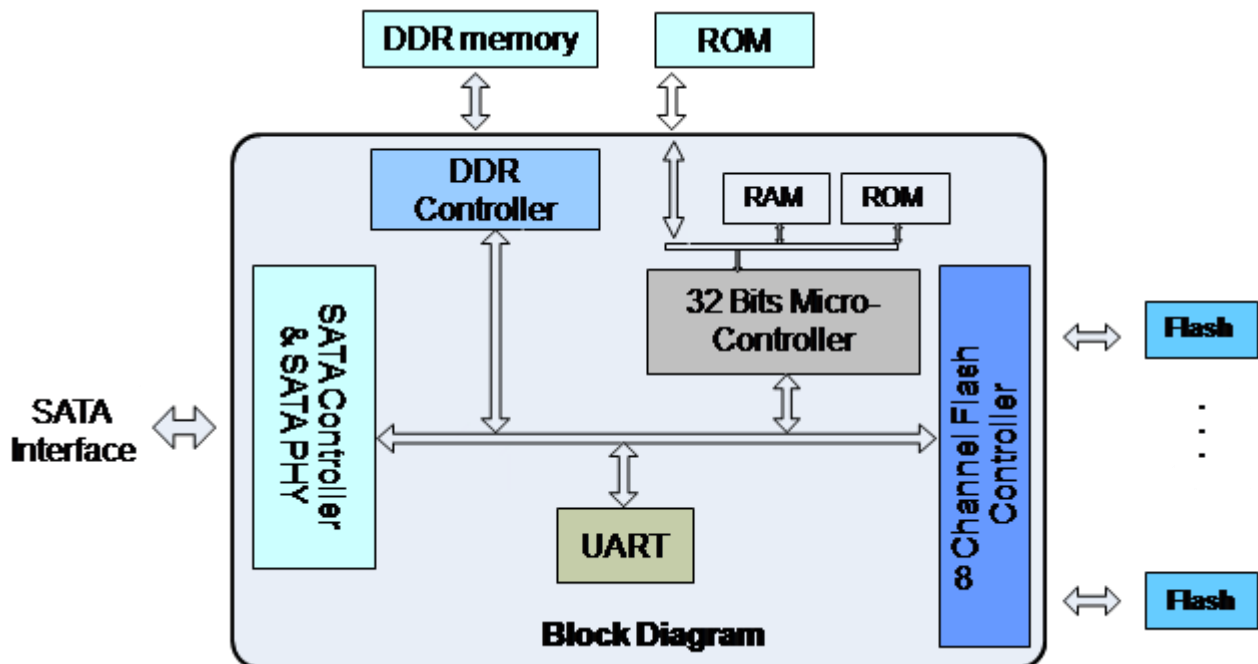 DDR memory
ROM
DDR
Controller
RAM
ROM
32 Bits Micro-
Controller
SATA Controller
& SATA PHY
8 Channel Flash
Controller
Flash
SATA
Interface
.
.
.
UART
Flash
Block Diagram